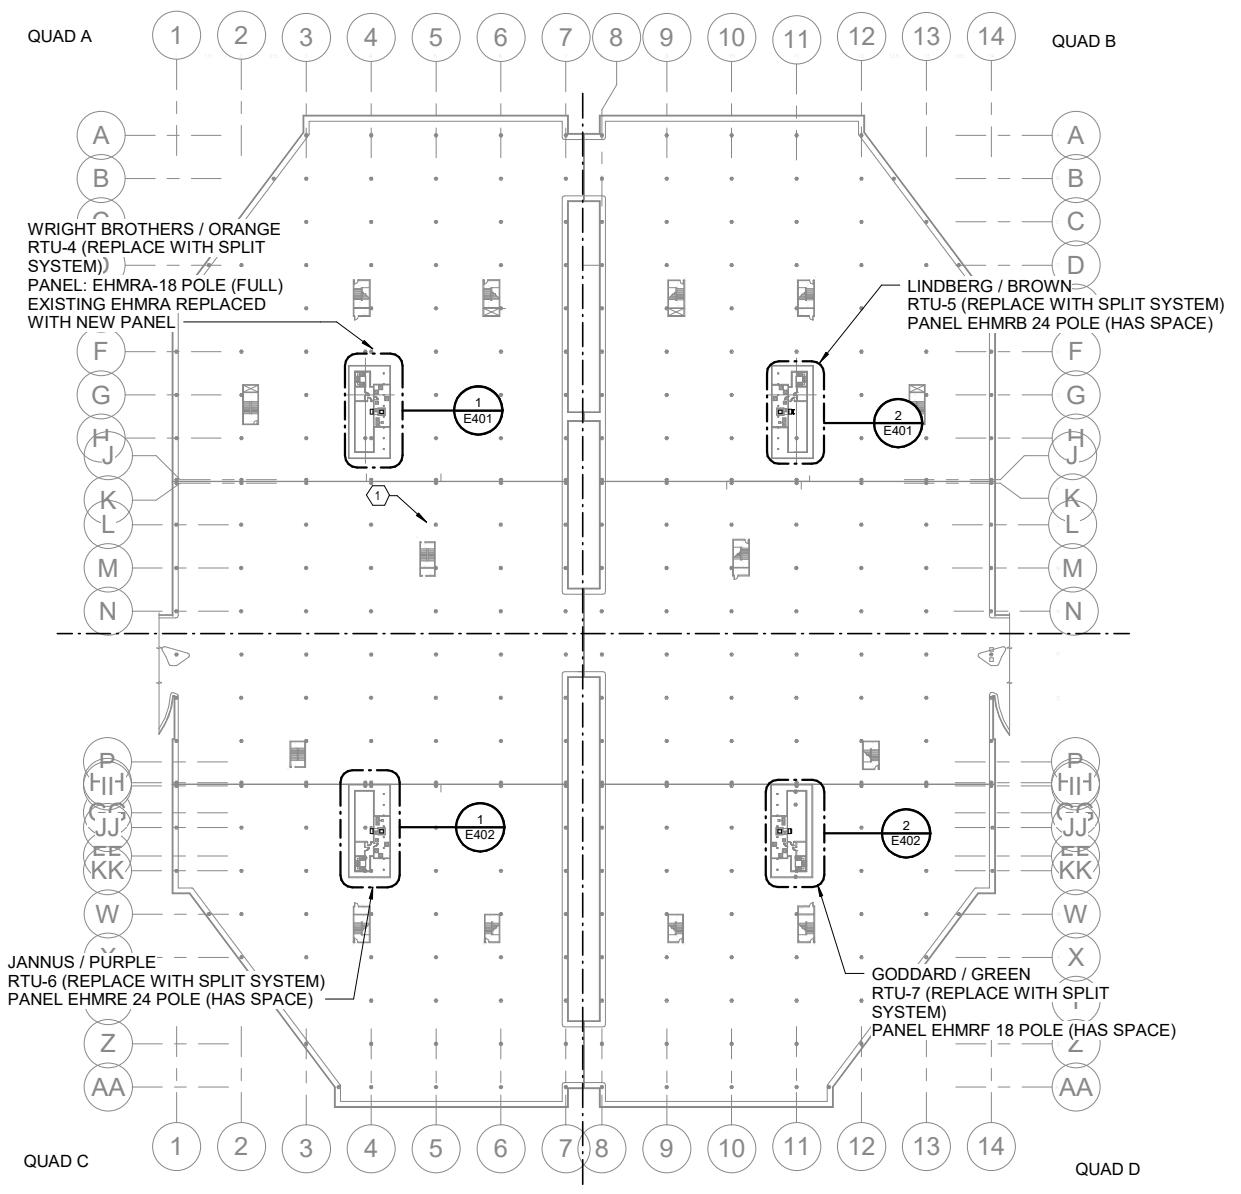 QUAD A
1 2 3 4 5 6 7 8 9 10 11 12 13 14
QUAD B
A A
B B
C
D
WRIGHT BROTHERS / ORANGE
RTU-4 (REPLACE WITH SPLIT
SYSTEM)
PANEL: EHMRA-18 POLE (FULL)
EXISTING EHMRA REPLACED
WITH NEW PANEL
LINDBERG / BROWN
RTU-5 (REPLACE WITH SPLIT SYSTEM)
PANEL EHMRB 24 POLE (HAS SPACE)
F F
G G
1
E401
2
E401
H H
J J
K K
1
L L
M M
N N
P P
HH HH
JJ JJ
EE EE
KK KK
1
E402
2
E402
W W
X
JANNUS / PURPLE
RTU-6 (REPLACE WITH SPLIT SYSTEM)
PANEL EHMRE 24 POLE (HAS SPACE)
GODDARD / GREEN
RTU-7 (REPLACE WITH SPLIT
SYSTEM)
PANEL EHMRF 18 POLE (HAS SPACE)
Z Z
AA AA
1 2 3 4 5 6 7 8 9 10 11 12 13 14
QUAD C
QUAD D